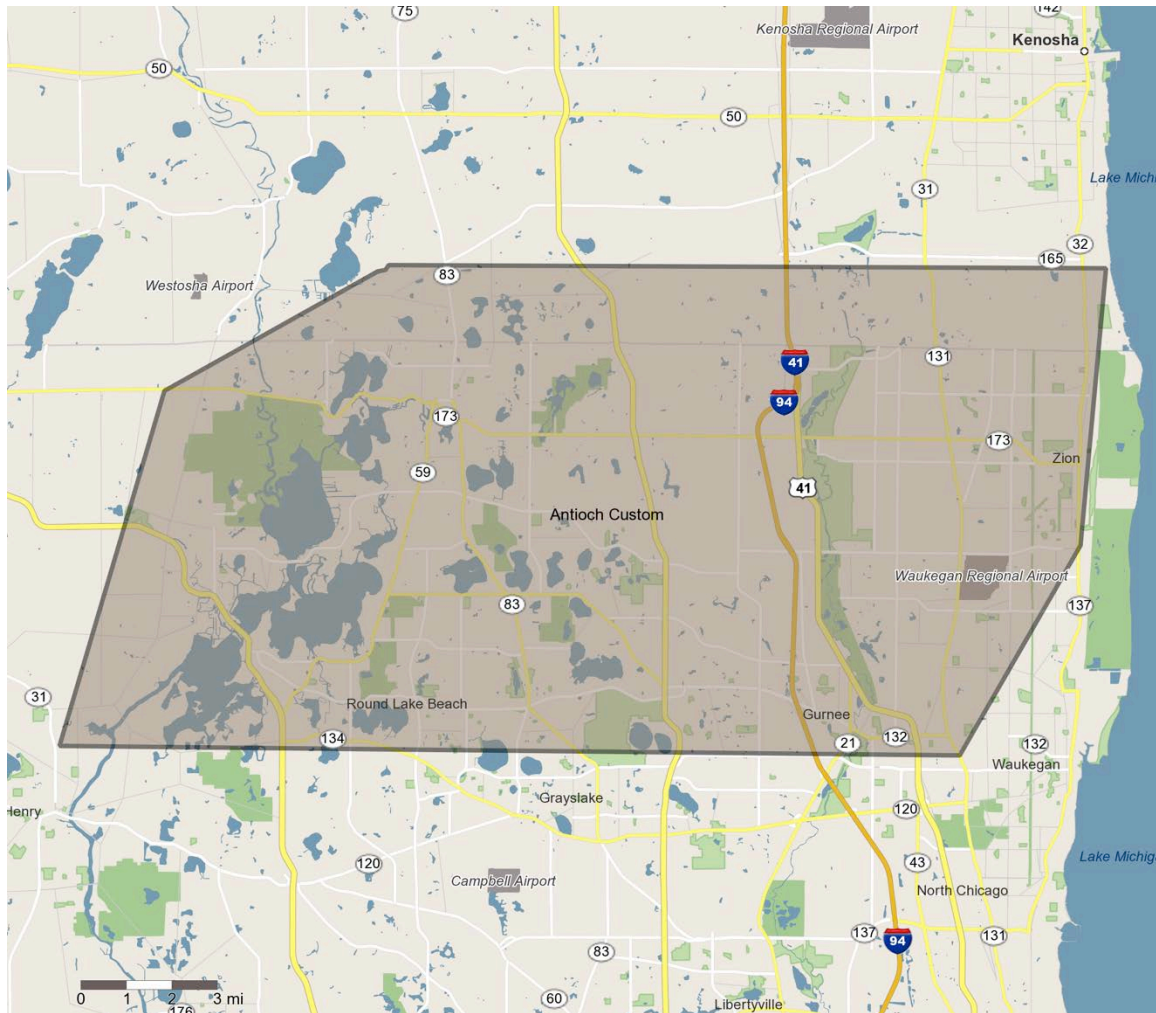 142
75
Kenosha Regional Airport
Kenosha
50
50
Lake Michi
31
32
165
83
Westosha Airport
41
131
94
173
173
59
Zion
41
Antioch Custom
Waukegan Regional Airport
83
137
31
Round Lake Beach
Gurnee
134
21
132
132
Waukegan
Grayslake
Henry
120
120
43
Lake Michiga
Campbell Airport
North Chicago
137
131
94
83
0 1 2 3 mi
60
Libertyville
176